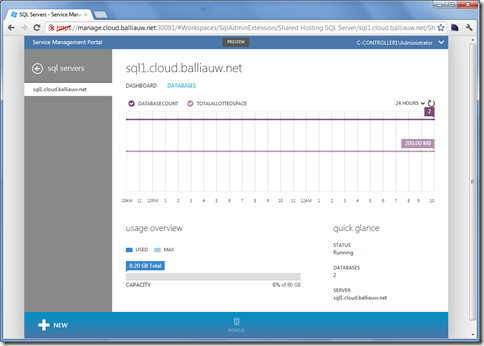 SQL Servers - Service Mana
https://manage.cloud.balliauw.net:30091/#Workspaces/SqlAdminExtension/Shared Hosting SQL Server/sql1.cloud.balliauw.net/Sh
Service Management Portal
PREVIEW
C-CONTROLLER1\Administrator
sql servers
sql1.cloud.balliauw.net
sql1.cloud.balliauw.net
DASHBOARD DATABASES
DATABASECOUNT TOTALALLOTTEDSPACE
24 HOURS
2
200.00 MB
10AM 11 12PM 1 2 3 4 5 6 7 8 9 10 11 12AM 1 2 3 4 5 6 7 8 9 10
usage overview
USED MAX
0.20 GB Total
CAPACITY 0% of 80 GB
quick glance
STATUS
Running
DATABASES
2
SERVER
sql1.cloud.balliauw.net
NEW
REMOVE